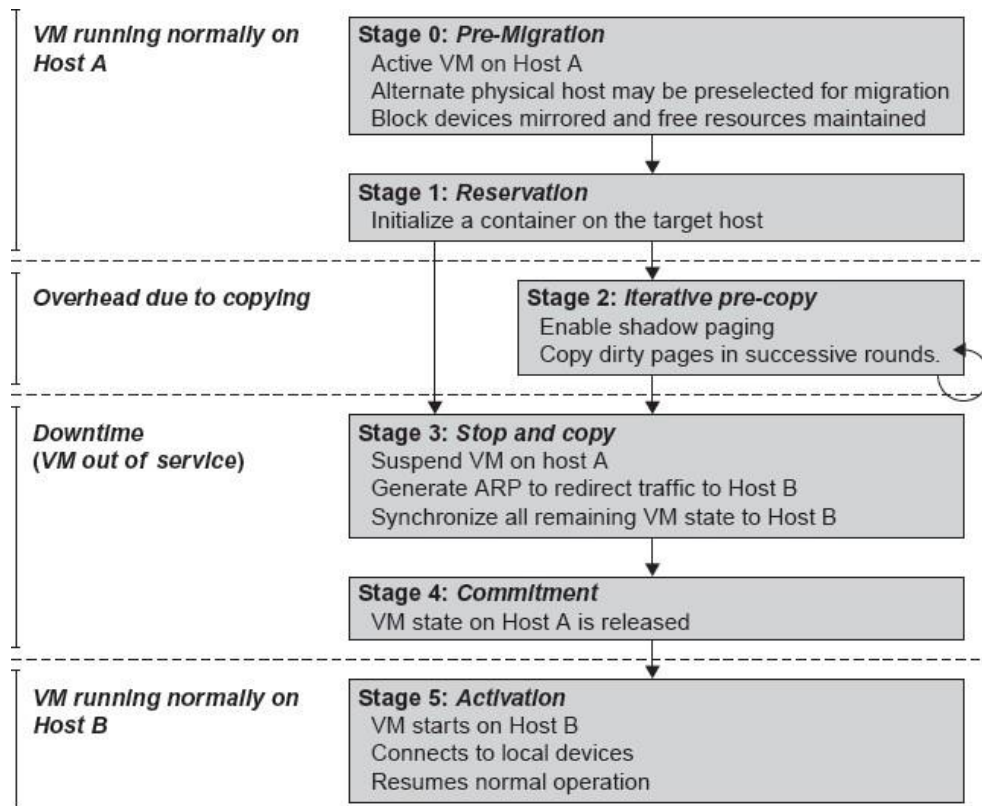 VM running normally on
Host A
Stage 0: Pre-Migration
Active VM on Host A
Alternate physical host may be preselected for migration
Block devices mirrored and free resources maintained
Stage 1: Reservation
Initialize a container on the target host
Overhead due to copying
Stage 2: Iterative pre-copy
Enable shadow paging
Copy dirty pages in successive rounds.
Downtime
(VM out of service)
Stage 3: Stop and copy
Suspend VM on host A
Generate ARP to redirect traffic to Host B
Synchronize all remaining VM state to Host B
Stage 4: Commitment
VM state on Host A is released
VM running normally on
Host B
Stage 5: Activation
VM starts on Host B
Connects to local devices
Resumes normal operation